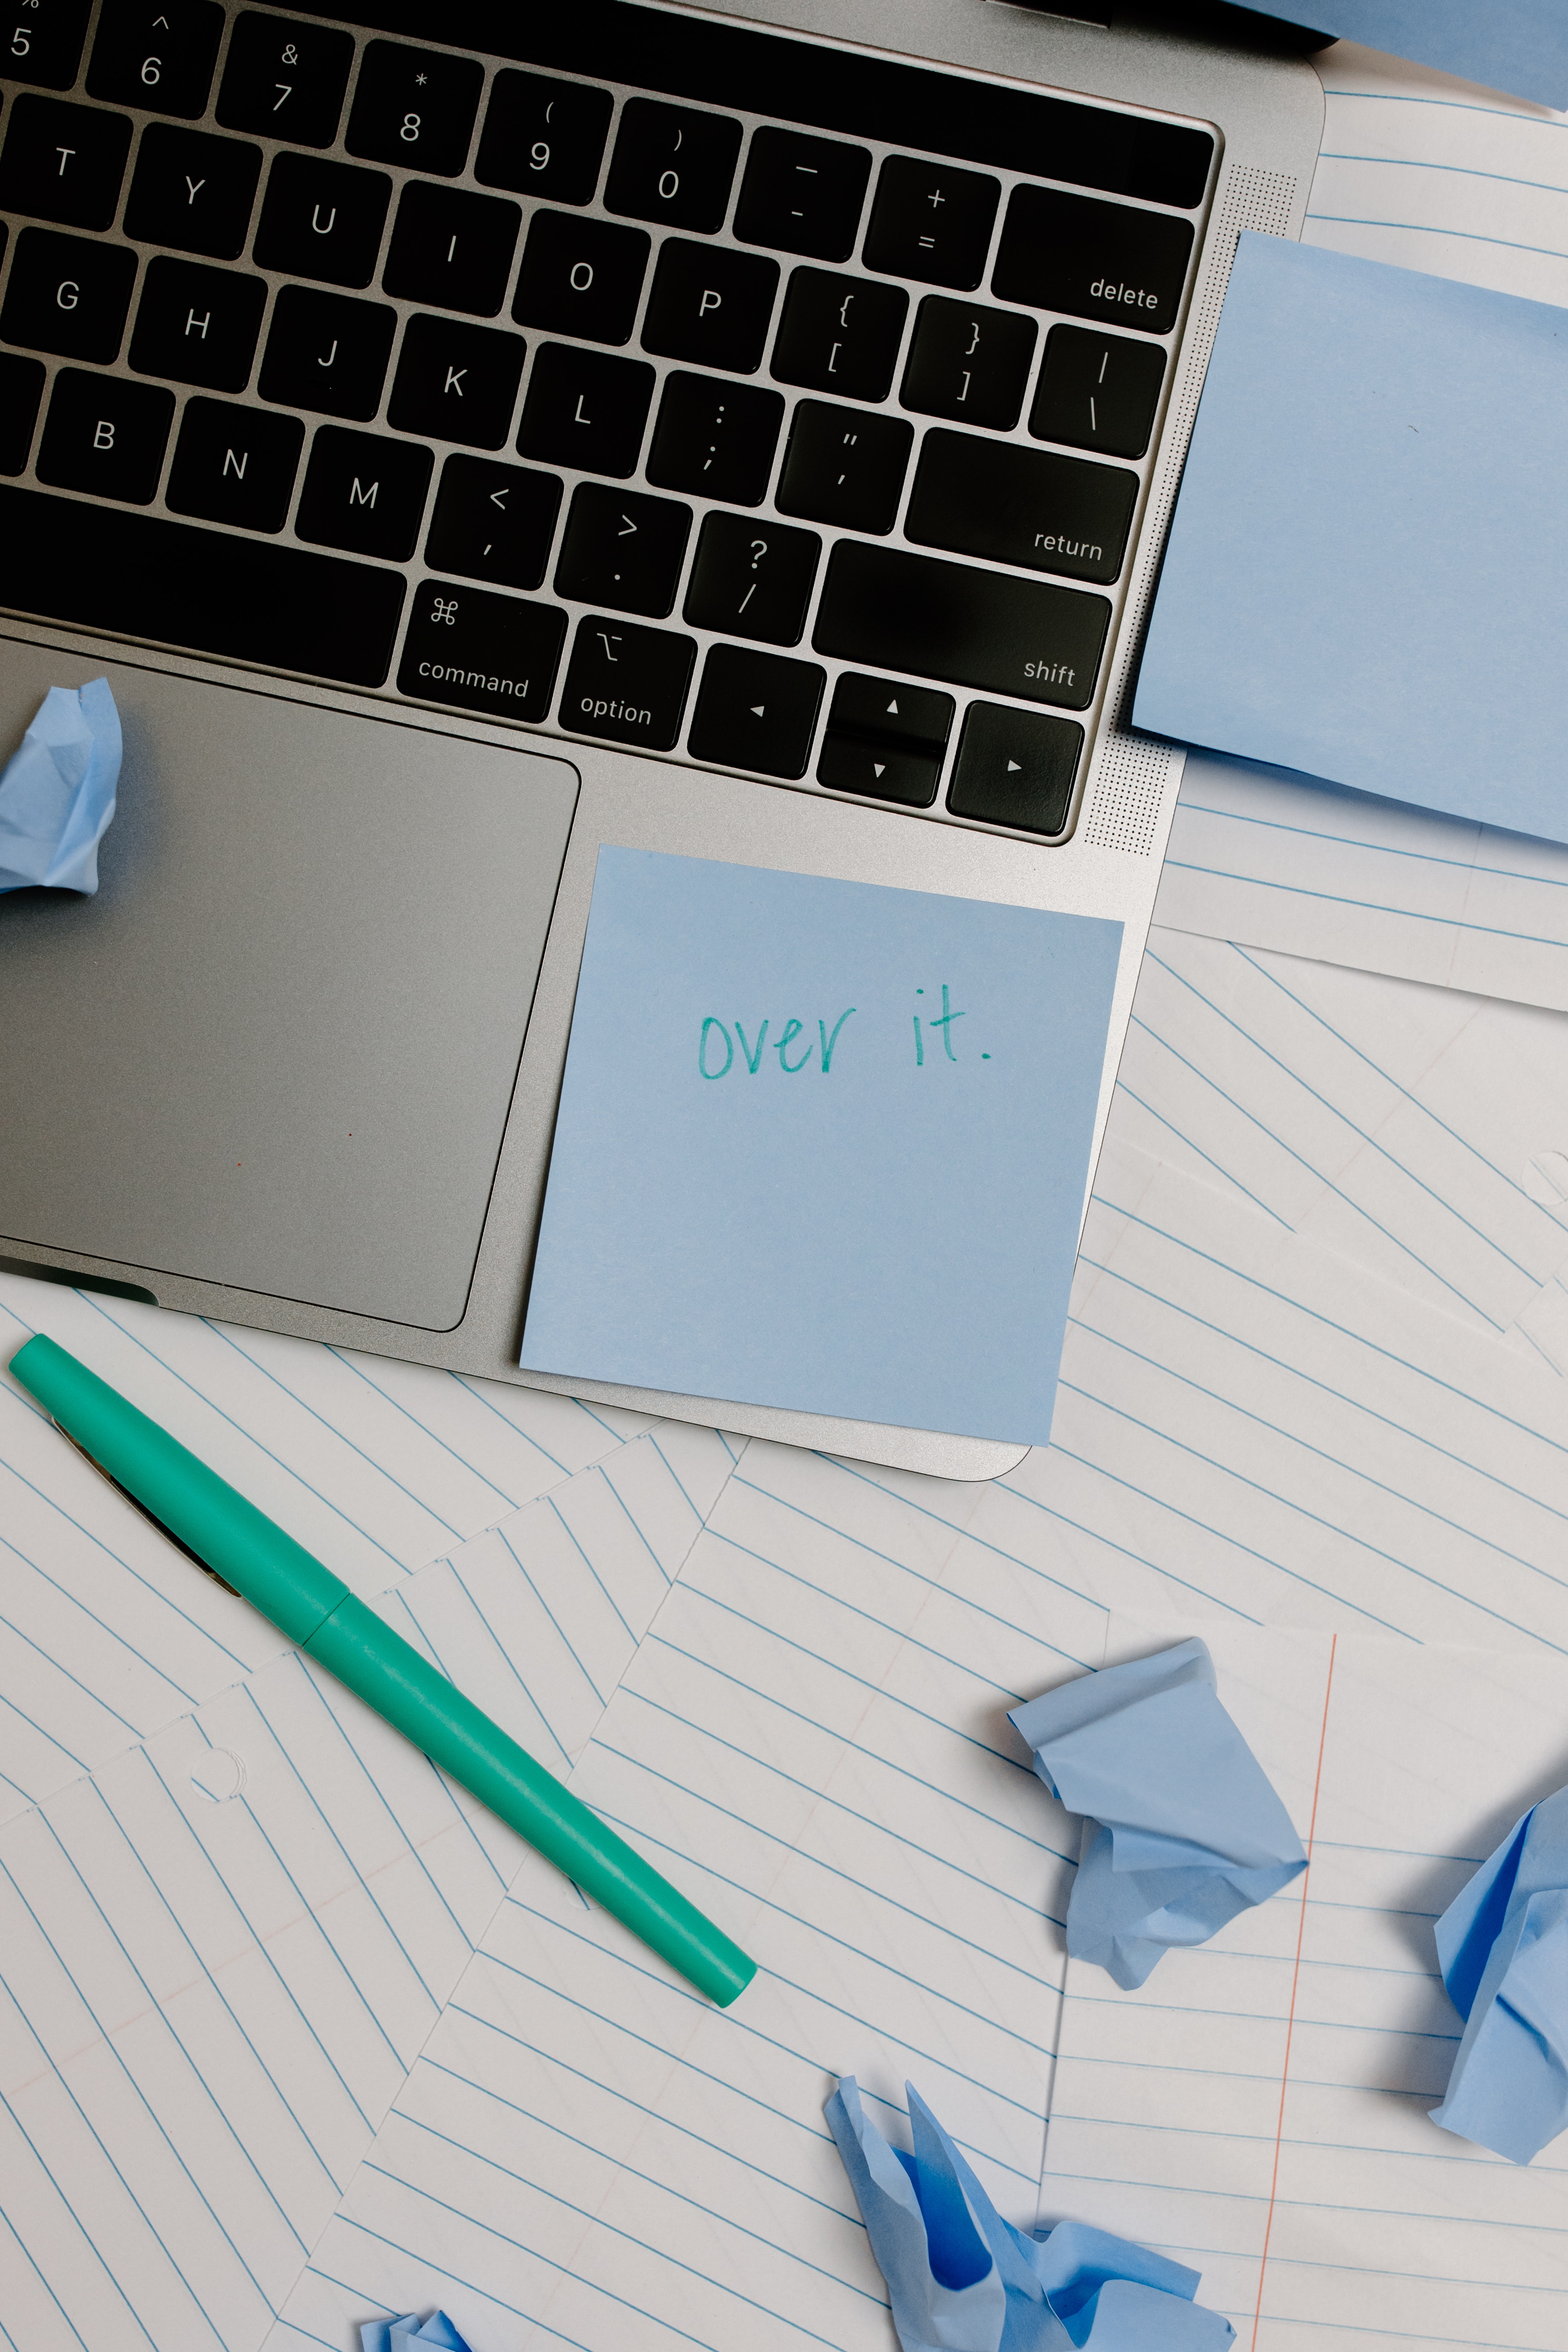 % ^ & * ( ) — +
5 6 7 8 9 0 - = delete
T Y U I O P { [ } ] | \
G H J K L : ; " ' return
B N M < , > . ? / shift
⌘ command ⌥ option ◀ ▲ ▼ ▶
over it.